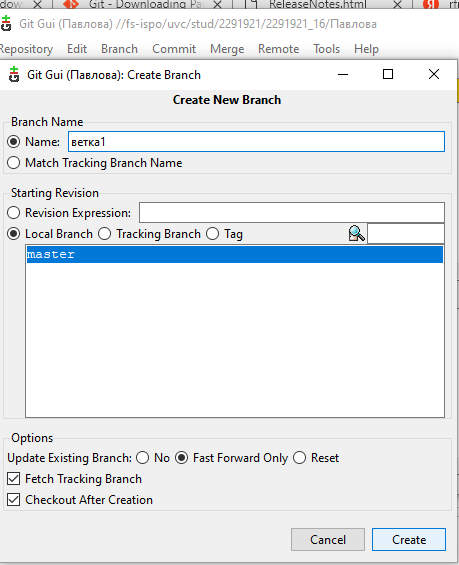 Git - Downloading Pa
ReleaseNotes.html
Git Gui (Павлова) //fs-ispo/uvc/stud/2291921/2291921_16/Павлова
Repository Edit Branch Commit Merge Remote Tools Help
Git Gui (Павлова): Create Branch
Create New Branch
Branch Name
Name: ветка1
Match Tracking Branch Name
Starting Revision
Revision Expression:
Local Branch Tracking Branch Tag
master
Options
Update Existing Branch: No Fast Forward Only Reset
Fetch Tracking Branch
Checkout After Creation
Cancel Create